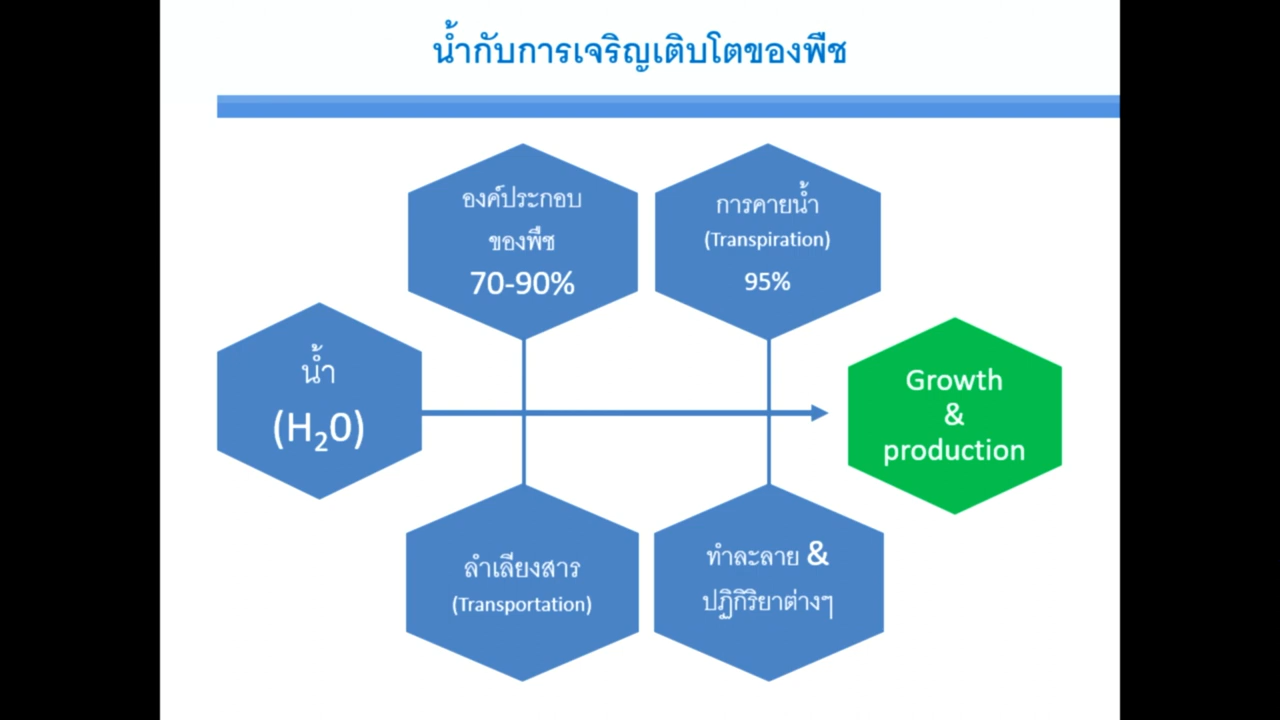 น้ำกับการเจริญเติบโตของพืช
องค์ประกอบ
ของพืช
70-90%
การคายน้ำ
(Transpiration)
95%
น้ำ
(H₂0)
Growth
&
production
ลำเลียงสาร
(Transportation)
ทำละลาย &
ปฏิกิริยาต่างๆ